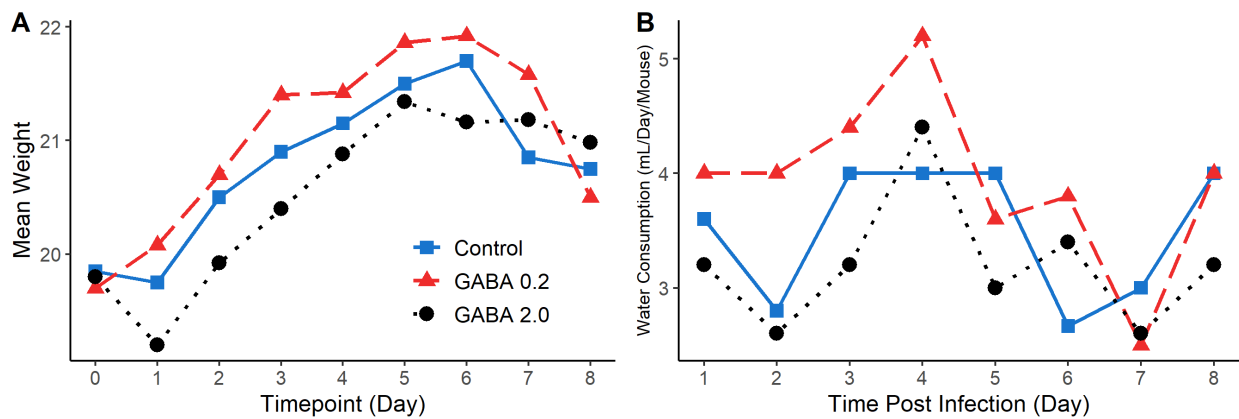 A
Mean Weight
22
21
20
Control
GABA 0.2
GABA 2.0
0 1 2 3 4 5 6 7 8
Timepoint (Day)
B
Water Consumption (mL/Day/Mouse)
5
4
3
1 2 3 4 5 6 7 8
Time Post Infection (Day)